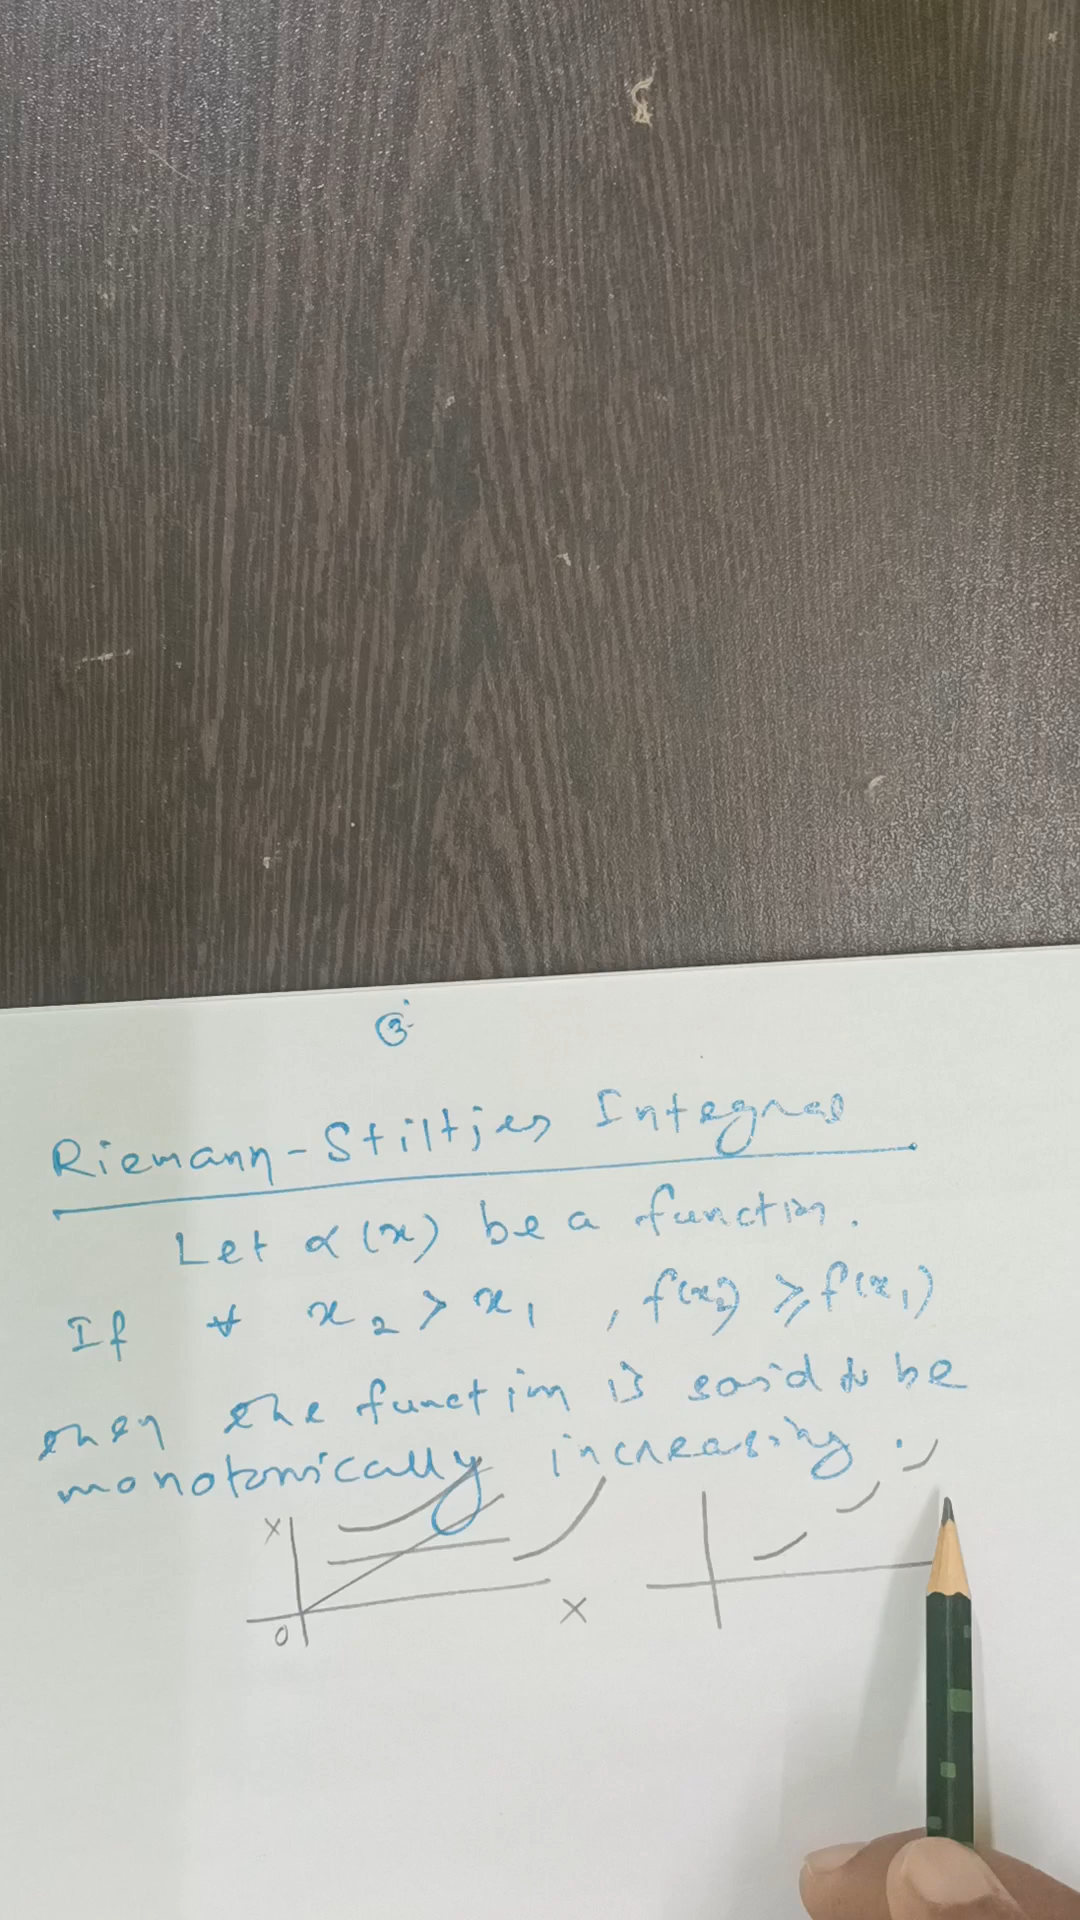 3
Riemann-Stiltjes Integral
Let α(x) be a function.
If ∀ x₂ > x₁ , f(x₂) ≥ f(x₁)
then the function is said to be
monotonically increasing.
X
O X